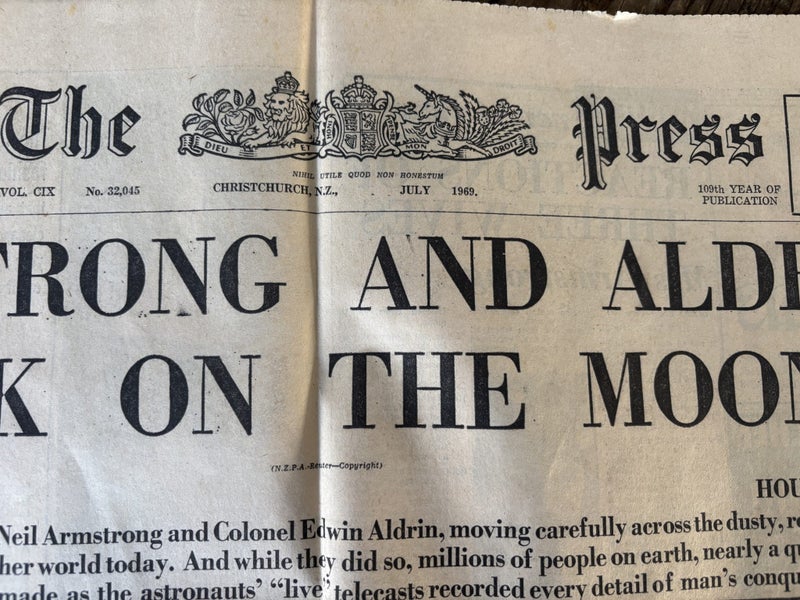 The Press
DIEU ET MON DROIT
NIHIL UTILE QUOD NON HONESTUM
VOL. CIX No. 32,045 CHRISTCHURCH, N.Z., JULY 1969. 109th YEAR OF
PUBLICATION
TRONG AND ALD
K ON THE MOON
(N.Z.P.A.-Reuter—Copyright)
HOU
Neil Armstrong and Colonel Edwin Aldrin, moving carefully across the dusty, r
her world today. And while they did so, millions of people on earth, nearly a q
made as the astronauts' "live" telecasts recorded every detail of man's conqu